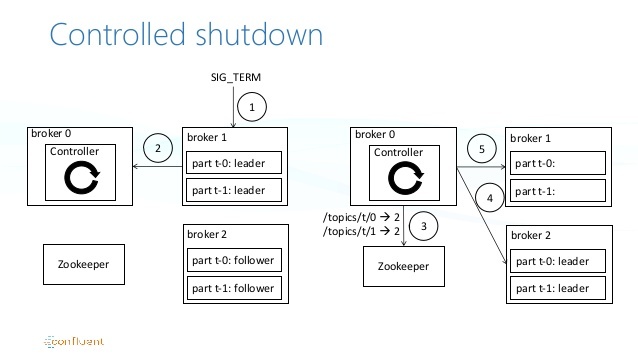 Controlled shutdown
SIG_TERM
1
broker 0
Controller
2
broker 1
part t-0: leader
part t-1: leader
Zookeeper
broker 2
part t-0: follower
part t-1: follower
broker 0
Controller
5
broker 1
part t-0:
part t-1:
4
/topics/t/0 → 2
/topics/t/1 → 2
3
Zookeeper
broker 2
part t-0: leader
part t-1: leader
confluent